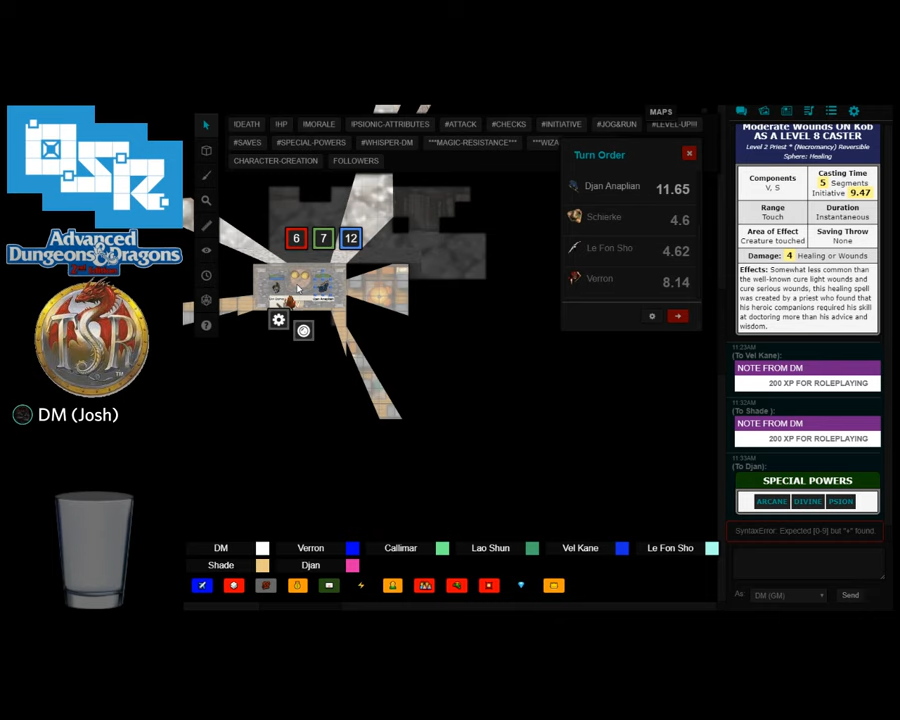 OSR
Advanced
Dungeons & Dragons
2nd Edition
TSR
TM
DM (Josh)
MAPS
!DEATH !HP !MORALE !PSIONIC-ATTRIBUTES #ATTACK #CHECKS #INITIATIVE #JOG&RUN #LEVEL-UP!!!
#SAVES #SPECIAL-POWERS #WHISPER-DM ***MAGIC-RESISTANCE*** ***WIZA
CHARACTER-CREATION FOLLOWERS
Turn Order
Djan Anaplian 11.65
Schierke 4.6
Le Fon Sho 4.62
Verron 8.14
6 7 12
DM Verron Callimar Lao Shun Vel Kane Le Fon Sho
Shade Djan
Moderate Wounds ON Kob
AS A LEVEL 8 CASTER
Level 2 Priest * (Necromancy) Reversible
Sphere: Healing
Components
V, S
Casting Time
5 Segments
Initiative 9.47
Range
Touch
Duration
Instantaneous
Area of Effect
Creature touched
Saving Throw
None
Damage: 4 Healing or Wounds
Effects: Somewhat less common than
the well-known cure light wounds and
cure serious wounds, this healing spell
was created by a priest who found that
his heroic companions required his skill
at doctoring more than his advice and
wisdom.
11:23AM
(To Vel Kane):
NOTE FROM DM
200 XP FOR ROLEPLAYING
11:32AM
(To Shade ):
NOTE FROM DM
200 XP FOR ROLEPLAYING
11:33AM
(To Djan):
SPECIAL POWERS
ARCANE DIVINE PSION
SyntaxError: Expected [0-9] but "+" found.
As: DM (GM) Send